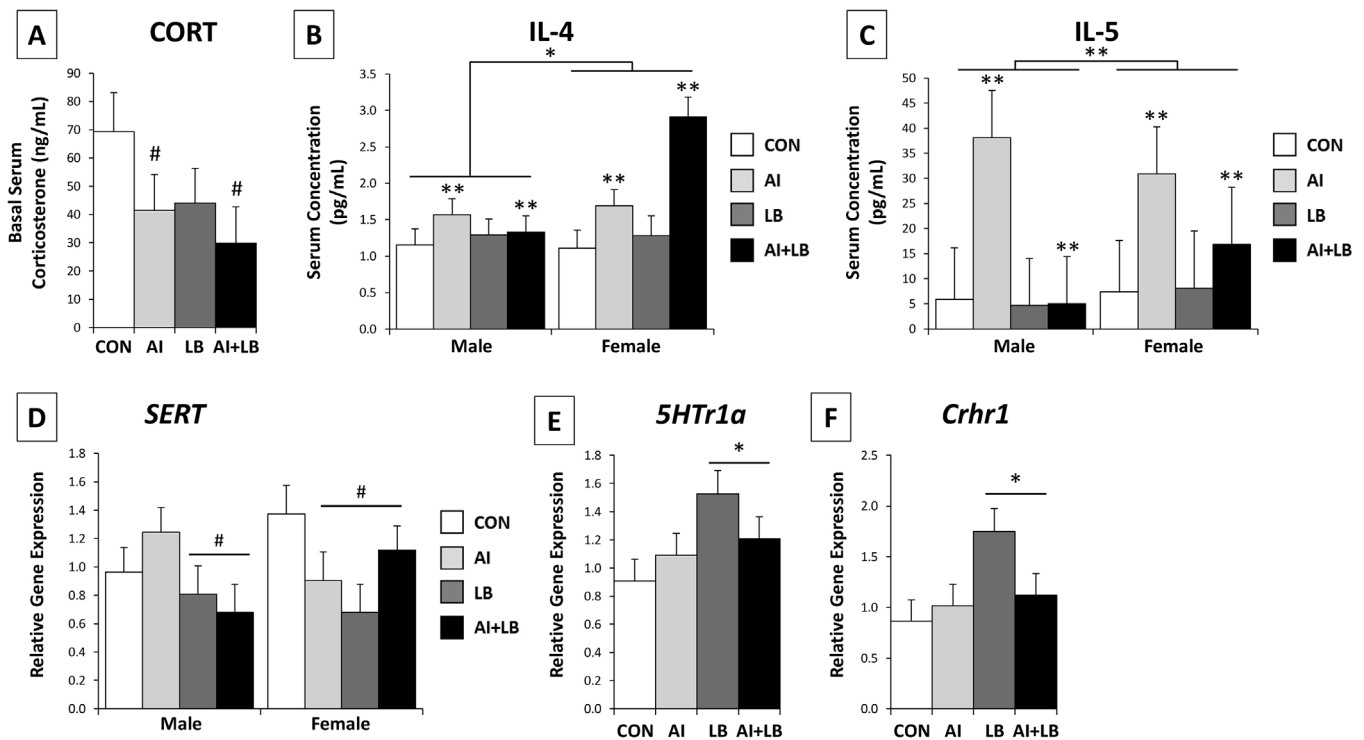 A
CORT
Basal Serum
Corticosterone (ng/mL)
90
80
70
60
50
40
30
20
10
0
#
#
CON AI LB AI+LB
B
IL-4
*
Serum Concentration
(pg/mL)
3.5
3.0
2.5
2.0
1.5
1.0
0.5
0.0
**
**
**
**
Male Female
CON
AI
LB
AI+LB
C
IL-5
**
Serum Concentration
(pg/mL)
50
45
40
35
30
25
20
15
10
5
0
**
**
**
**
Male Female
CON
AI
LB
AI+LB
D
SERT
Relative Gene Expression
1.8
1.6
1.4
1.2
1.0
0.8
0.6
0.4
0.2
0.0
#
#
Male Female
CON
AI
LB
AI+LB
E
5HTr1a
Relative Gene Expression
1.8
1.6
1.4
1.2
1.0
0.8
0.6
0.4
0.2
0.0
*
CON AI LB AI+LB
F
Crhr1
Relative Gene Expression
2.5
2.0
1.5
1.0
0.5
0.0
*
CON AI LB AI+LB